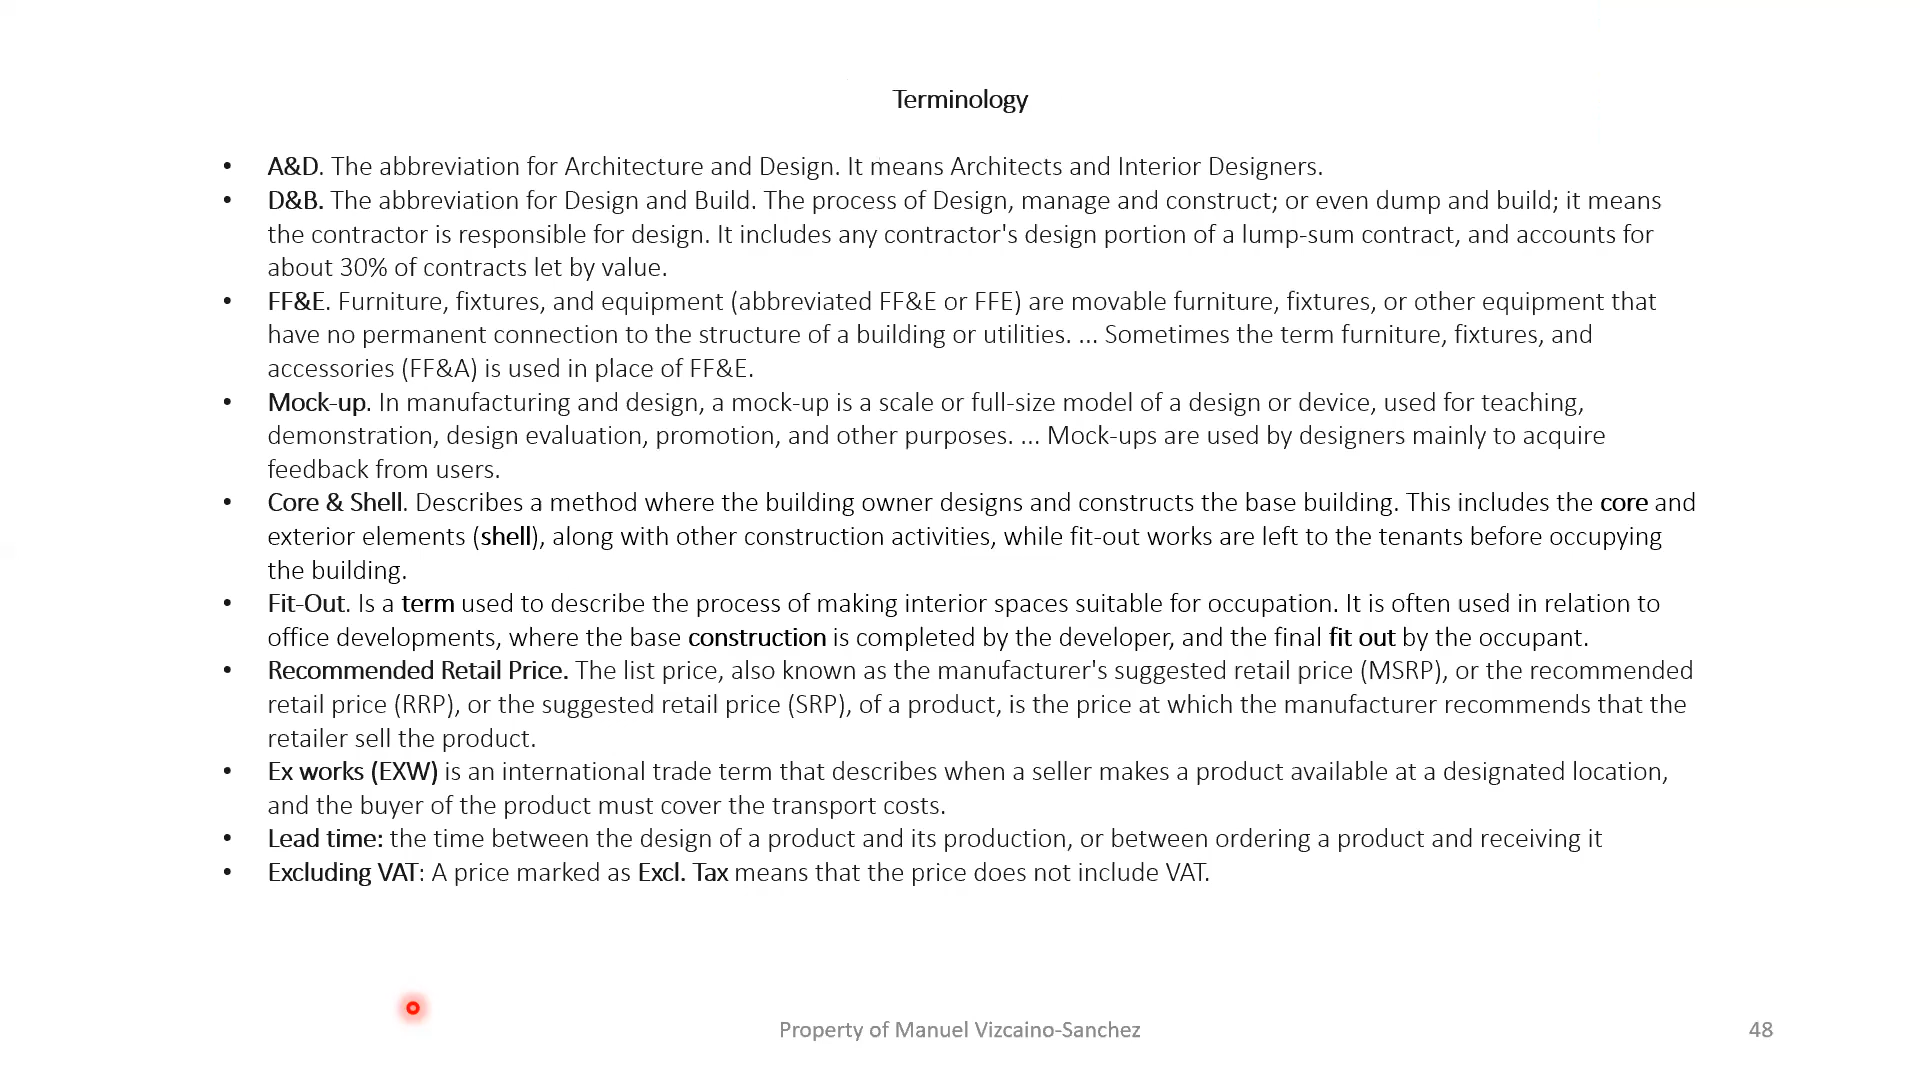 Terminology
• A&D. The abbreviation for Architecture and Design. It means Architects and Interior Designers.
• D&B. The abbreviation for Design and Build. The process of Design, manage and construct; or even dump and build; it means
the contractor is responsible for design. It includes any contractor's design portion of a lump-sum contract, and accounts for
about 30% of contracts let by value.
• FF&E. Furniture, fixtures, and equipment (abbreviated FF&E or FFE) are movable furniture, fixtures, or other equipment that
have no permanent connection to the structure of a building or utilities. ... Sometimes the term furniture, fixtures, and
accessories (FF&A) is used in place of FF&E.
• Mock-up. In manufacturing and design, a mock-up is a scale or full-size model of a design or device, used for teaching,
demonstration, design evaluation, promotion, and other purposes. ... Mock-ups are used by designers mainly to acquire
feedback from users.
• Core & Shell. Describes a method where the building owner designs and constructs the base building. This includes the core and
exterior elements (shell), along with other construction activities, while fit-out works are left to the tenants before occupying
the building.
• Fit-Out. Is a term used to describe the process of making interior spaces suitable for occupation. It is often used in relation to
office developments, where the base construction is completed by the developer, and the final fit out by the occupant.
• Recommended Retail Price. The list price, also known as the manufacturer's suggested retail price (MSRP), or the recommended
retail price (RRP), or the suggested retail price (SRP), of a product, is the price at which the manufacturer recommends that the
retailer sell the product.
• Ex works (EXW) is an international trade term that describes when a seller makes a product available at a designated location,
and the buyer of the product must cover the transport costs.
• Lead time: the time between the design of a product and its production, or between ordering a product and receiving it
• Excluding VAT: A price marked as Excl. Tax means that the price does not include VAT.
Property of Manuel Vizcaino-Sanchez
48